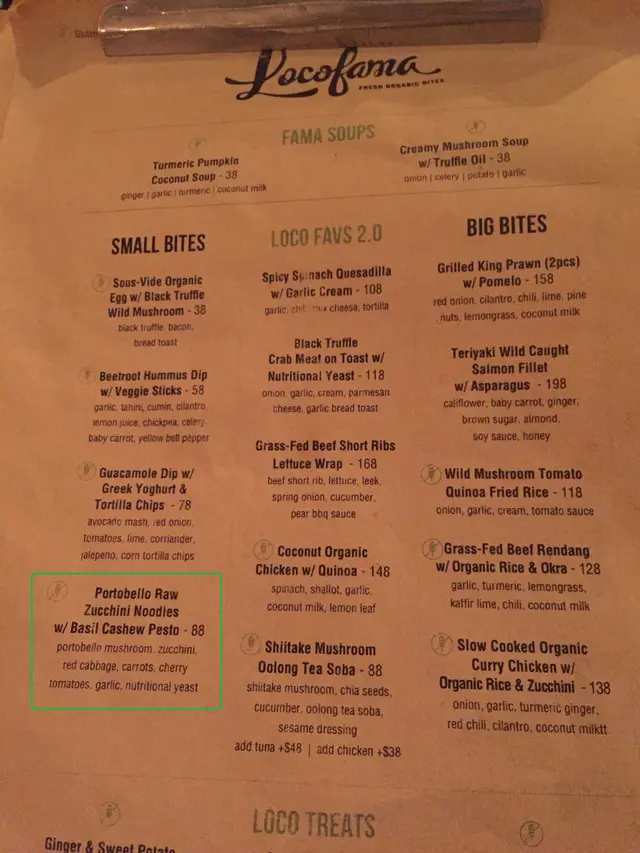 Gluten
Locofama
FRESH ORGANIC BITES
FAMA SOUPS
Turmeric Pumpkin
Coconut Soup - 38
ginger | garlic | turmeric | coconut milk
Creamy Mushroom Soup
w/ Truffle Oil - 38
onion | celery | potato | garlic
SMALL BITES
Sous-Vide Organic
Egg w/ Black Truffle
Wild Mushroom - 38
black truffle, bacon,
bread toast
Beetroot Hummus Dip
w/ Veggie Sticks - 58
garlic, tahini, cumin, cilantro,
lemon juice, chickpea, celery
baby carrot, yellow bell pepper
Guacamole Dip w/
Greek Yoghurt &
Tortilla Chips - 78
avocado mash, red onion,
tomatoes, lime, corriander,
jalepeno, corn tortilla chips
Portobello Raw
Zucchini Noodles
w/ Basil Cashew Pesto - 88
portobello mushroom, zucchini,
red cabbage, carrots, cherry
tomatoes, garlic, nutritional yeast
LOCO FAVS 2.0
Spicy Spinach Quesadilla
w/ Garlic Cream - 108
garlic, chili, mix cheese, tortilla
Black Truffle
Crab Meat on Toast w/
Nutritional Yeast - 118
onion, garlic, cream, parmesan
cheese, garlic bread toast
Grass-Fed Beef Short Ribs
Lettuce Wrap - 168
beef short rib, lettuce, leek,
spring onion, cucumber,
pear bbq sauce
Coconut Organic
Chicken w/ Quinoa - 148
spinach, shallot, garlic,
coconut milk, lemon leaf
Shiitake Mushroom
Oolong Tea Soba - 88
shiitake mushroom, chia seeds,
cucumber, oolong tea soba,
sesame dressing
add tuna +$48 | add chicken +$38
BIG BITES
Grilled King Prawn (2pcs)
w/ Pomelo - 158
red onion, cilantro, chili, lime, pine
nuts, lemongrass, coconut milk
Teriyaki Wild Caught
Salmon Fillet
w/ Asparagus - 198
califlower, baby carrot, ginger,
brown sugar, almond,
soy sauce, honey
Wild Mushroom Tomato
Quinoa Fried Rice - 118
onion, garlic, cream, tomato sauce
Grass-Fed Beef Rendang
w/ Organic Rice & Okra - 128
garlic, turmeric, lemongrass,
kaffir lime, chili, coconut milk
Slow Cooked Organic
Curry Chicken w/
Organic Rice & Zucchini - 138
onion, garlic, turmeric ginger,
red chili, cilantro, coconut milktt
LOCO TREATS
Ginger & Sweet Potato